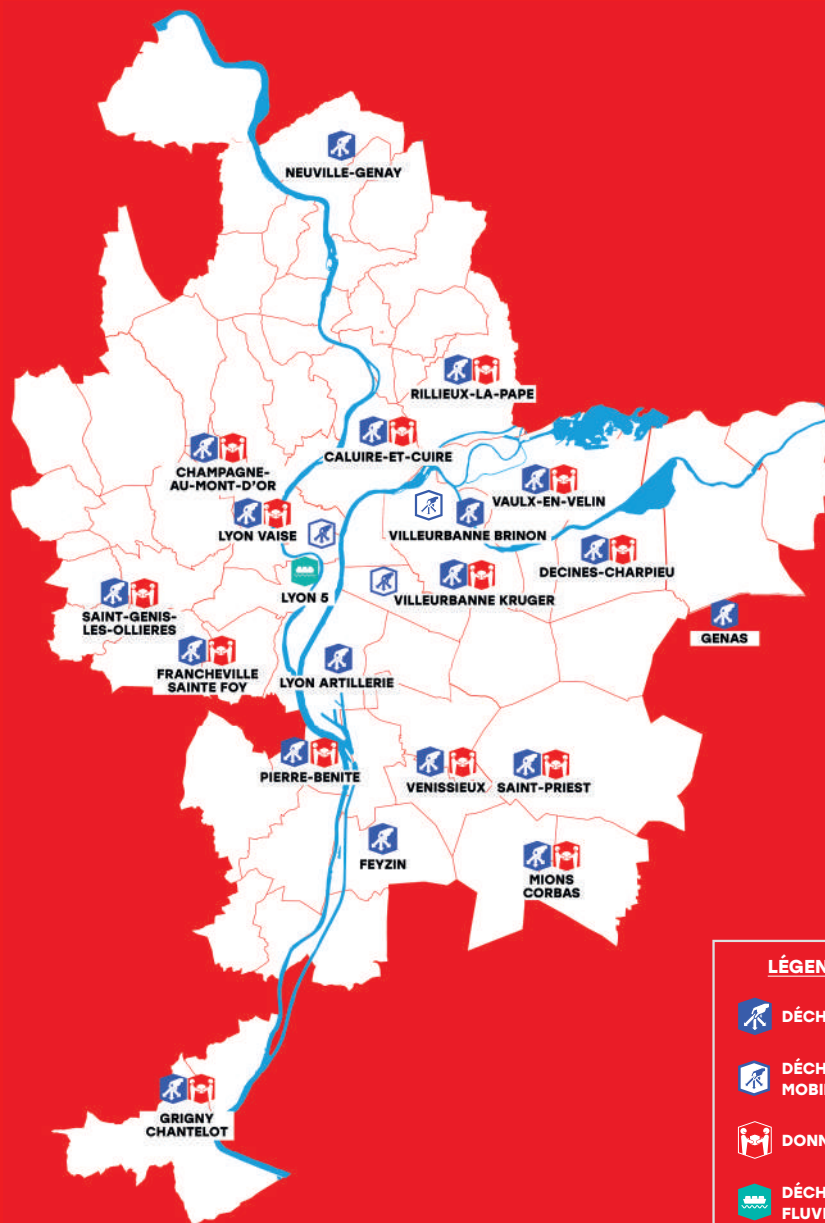 NEUVILLE-GENAY
RILLIEUX-LA-PAPE
CALUIRE-ET-CUIRE
CHAMPAGNE-
AU-MONT-D'OR
VAULX-EN-VELIN
LYON VAISE
VILLEURBANNE BRINON
DECINES-CHARPIEU
LYON 5
VILLEURBANNE KRUGER
SAINT-GENIS-
LES-OLLIERES
GENAS
FRANCHEVILLE
SAINTE FOY
LYON ARTILLERIE
PIERRE-BENITE
VENISSIEUX
SAINT-PRIEST
FEYZIN
MIONS
CORBAS
GRIGNY
CHANTELOT
LÉGEN
DÉCH
DÉCH
MOBI
DONN
DÉCH
FLUVI